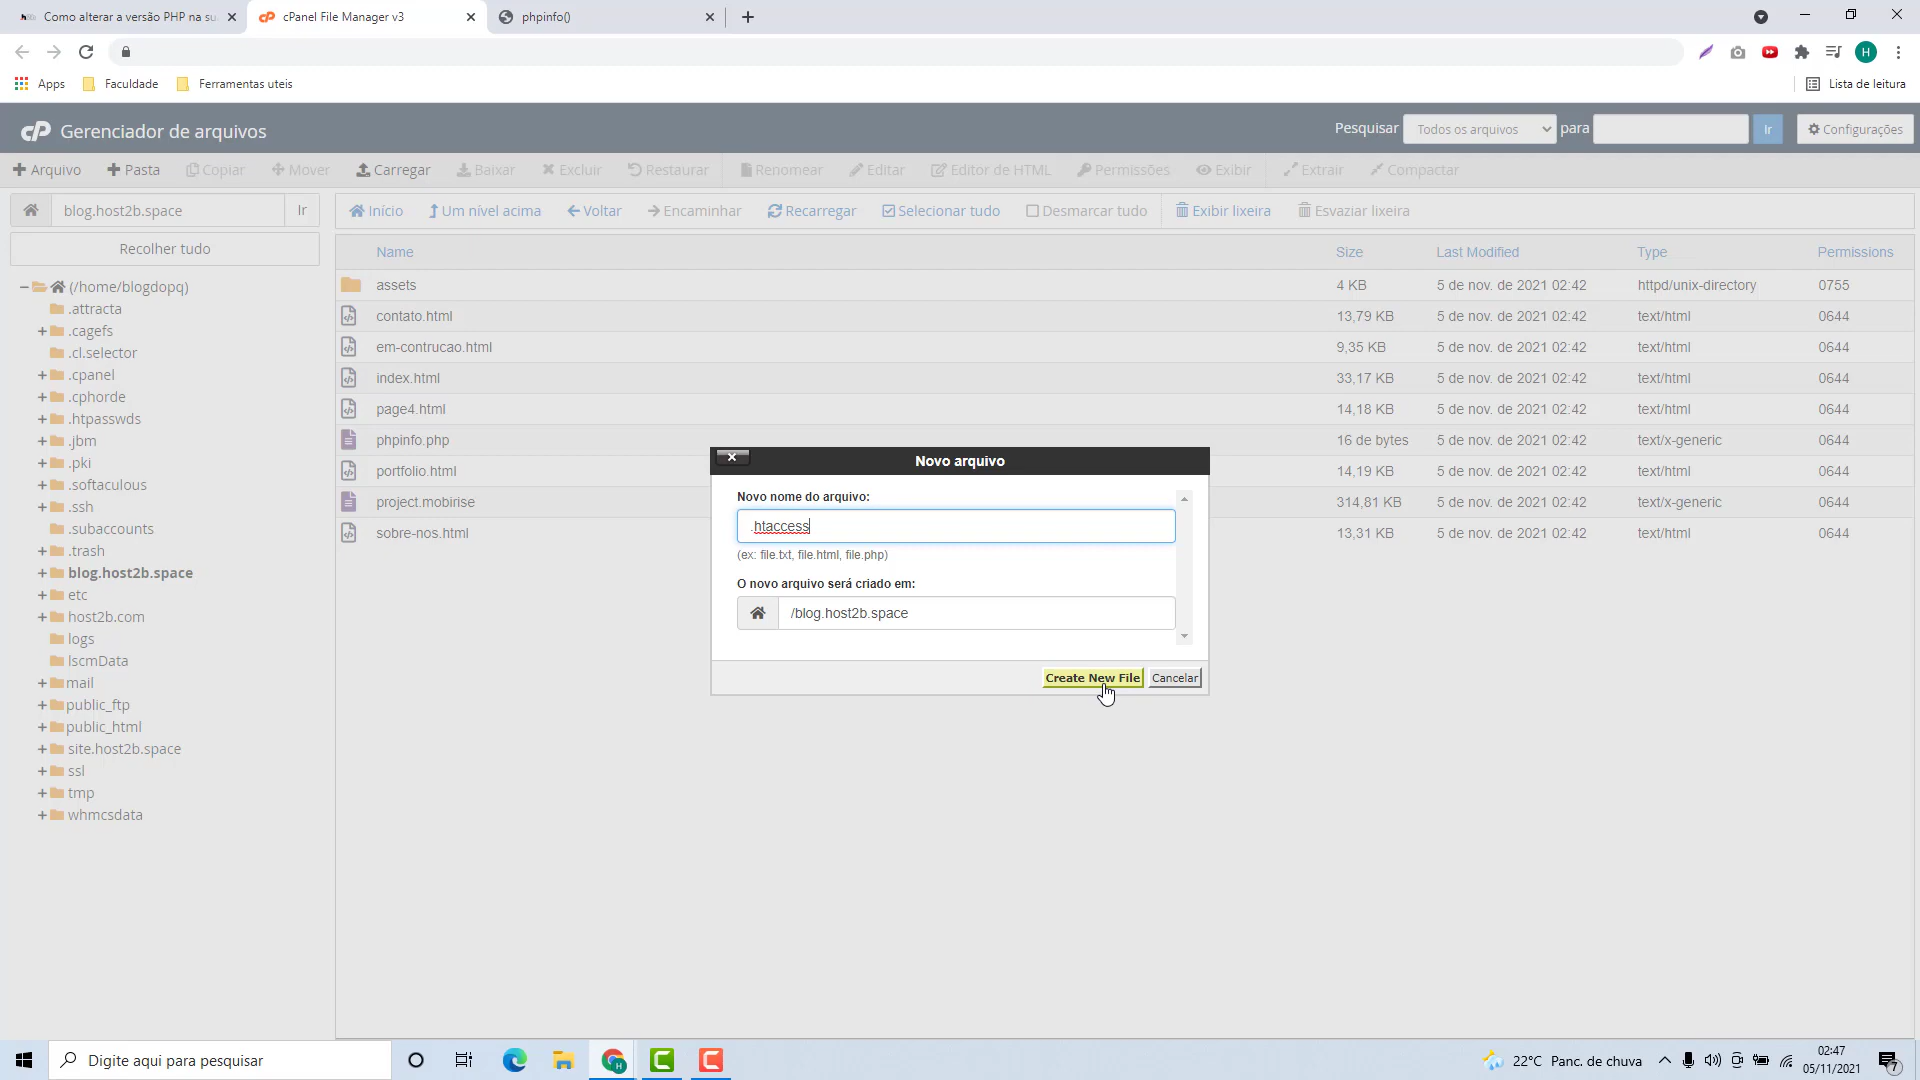 Como alterar a versão PHP na su
cPanel File Manager v3
phpinfo()
Apps
Faculdade
Ferramentas uteis
Lista de leitura
H
cP Gerenciador de arquivos
Pesquisar
Todos os arquivos
para
Ir
Configurações
Arquivo
Pasta
Copiar
Mover
Carregar
Baixar
Excluir
Restaurar
Renomear
Editar
Editor de HTML
Permissões
Exibir
Extrair
Compactar
blog.host2b.space
Ir
Início
Um nível acima
Voltar
Encaminhar
Recarregar
Selecionar tudo
Desmarcar tudo
Exibir lixeira
Esvaziar lixeira
Recolher tudo
(/home/blogdopq)
.attracta
.cagefs
.cl.selector
.cpanel
.cphorde
.htpasswds
.jbm
.pki
.softaculous
.ssh
.subaccounts
.trash
blog.host2b.space
etc
host2b.com
logs
lscmData
mail
public_ftp
public_html
site.host2b.space
ssl
tmp
whmcsdata
Name Size Last Modified Type Permissions
assets 4 KB 5 de nov. de 2021 02:42 httpd/unix-directory 0755
contato.html 13,79 KB 5 de nov. de 2021 02:42 text/html 0644
em-contrucao.html 9,35 KB 5 de nov. de 2021 02:42 text/html 0644
index.html 33,17 KB 5 de nov. de 2021 02:42 text/html 0644
page4.html 14,18 KB 5 de nov. de 2021 02:42 text/html 0644
phpinfo.php 16 de bytes 5 de nov. de 2021 02:42 text/x-generic 0644
portfolio.html 14,19 KB 5 de nov. de 2021 02:42 text/html 0644
project.mobirise 314,81 KB 5 de nov. de 2021 02:42 text/x-generic 0644
sobre-nos.html 13,31 KB 5 de nov. de 2021 02:42 text/html 0644
Novo arquivo
Novo nome do arquivo:
.htaccess
(ex: file.txt, file.html, file.php)
O novo arquivo será criado em:
/blog.host2b.space
Create New File
Cancelar
Digite aqui para pesquisar
22°C Panc. de chuva
02:47
05/11/2021
7